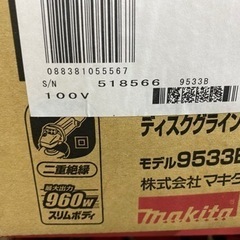 088381055567
S/N 518566 9533B
100V
ディスクグライン
二重絶縁
モデル9533B
最大出力
960W
スリムボディ
株式会社マキタ
makita